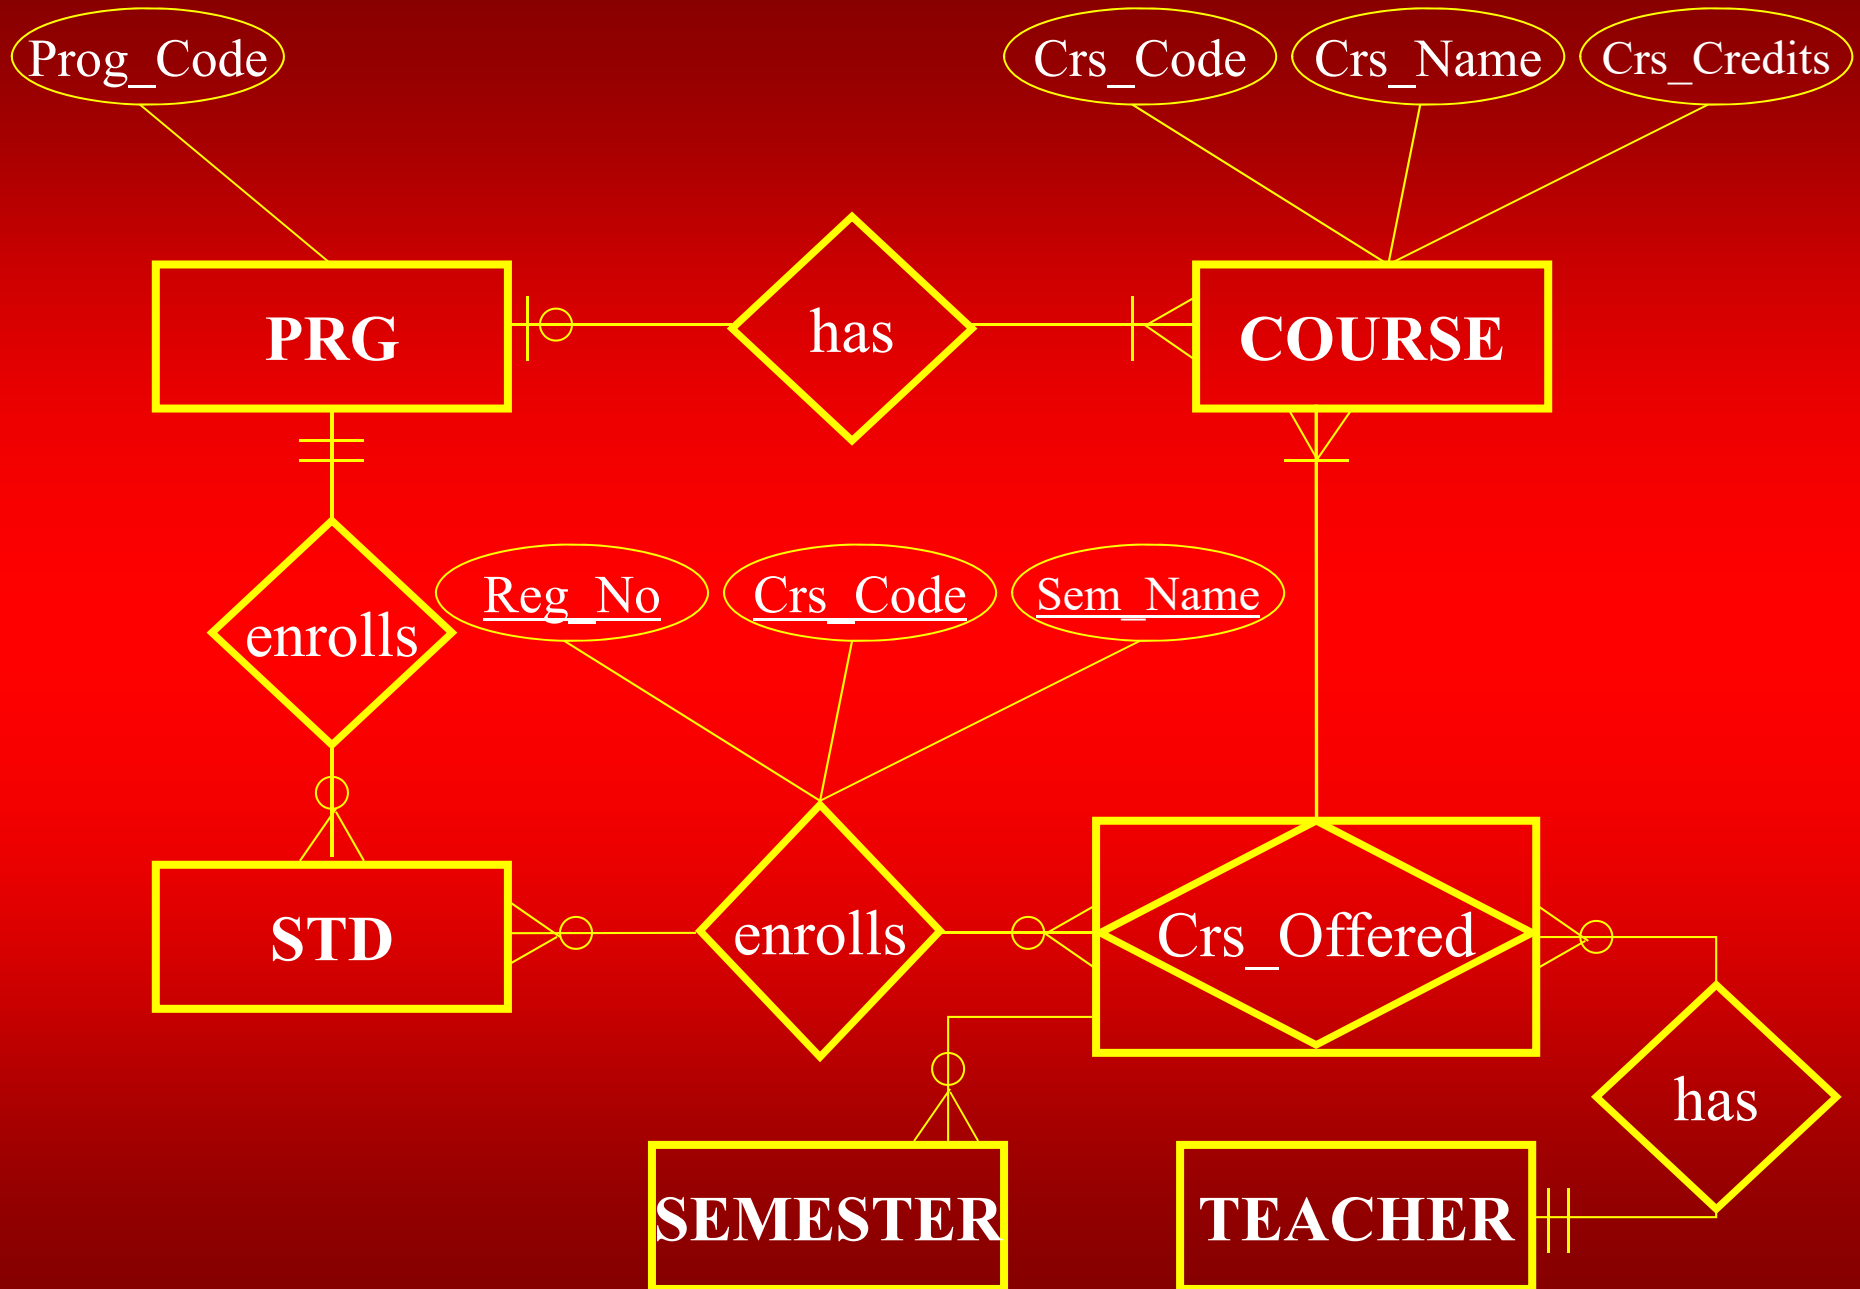 Prog_Code
Crs_Code
Crs_Name
Crs_Credits
PRG
has
COURSE
enrolls
Reg_No
Crs_Code
Sem_Name
STD
enrolls
Crs_Offered
has
SEMESTER
TEACHER